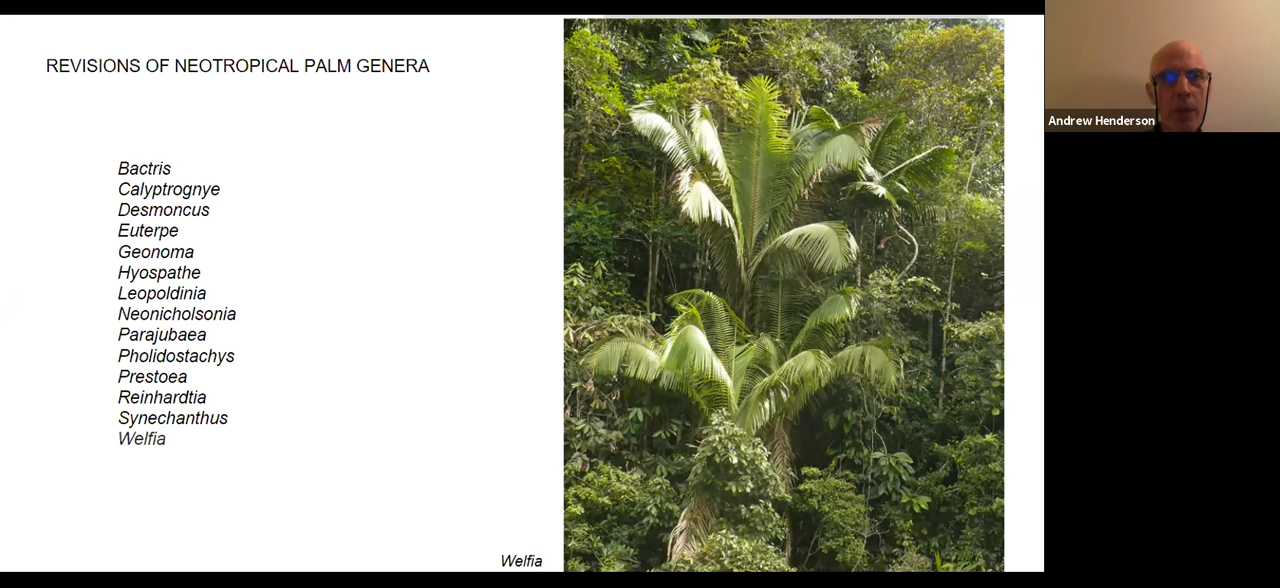 REVISIONS OF NEOTROPICAL PALM GENERA
Bactris
Calyptrognye
Desmoncus
Euterpe
Geonoma
Hyospathe
Leopoldinia
Neonicholsonia
Parajubaea
Pholidostachys
Prestoea
Reinhardtia
Synechanthus
Welfia
Welfia
Andrew Henderson